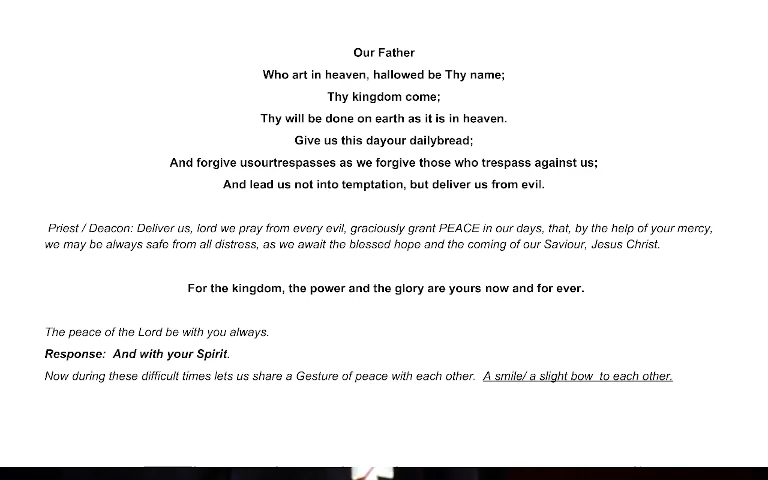 Our Father
Who art in heaven, hallowed be Thy name;
Thy kingdom come;
Thy will be done on earth as it is in heaven.
Give us this dayour dailybread;
And forgive usourtrespasses as we forgive those who trespass against us;
And lead us not into temptation, but deliver us from evil.
Priest / Deacon: Deliver us, lord we pray from every evil, graciously grant PEACE in our days, that, by the help of your mercy,
we may be always safe from all distress, as we await the blessed hope and the coming of our Saviour, Jesus Christ.
For the kingdom, the power and the glory are yours now and for ever.
The peace of the Lord be with you always.
Response: And with your Spirit.
Now during these difficult times lets us share a Gesture of peace with each other. A smile/ a slight bow to each other.